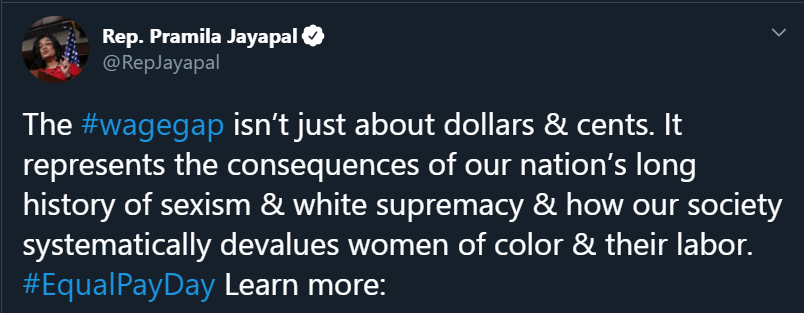 Rep. Pramila Jayapal
@RepJayapal
The #wagegap isn’t just about dollars & cents. It
represents the consequences of our nation’s long
history of sexism & white supremacy & how our society
systematically devalues women of color & their labor.
#EqualPayDay Learn more: